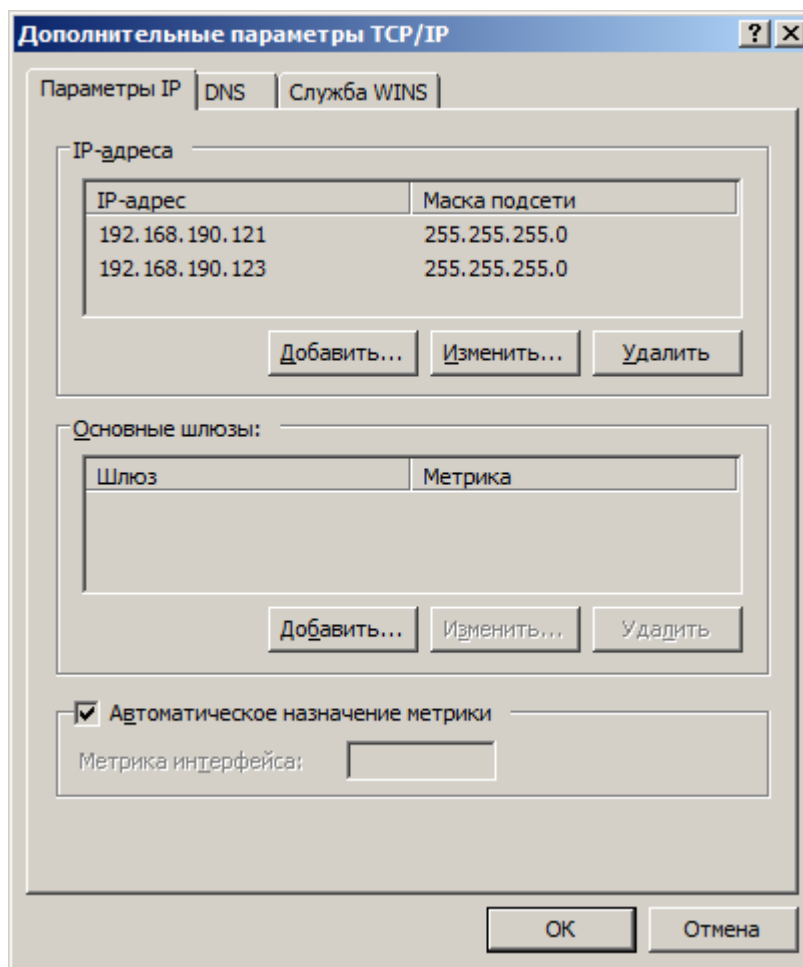 Дополнительные параметры TCP/IP
Параметры IP DNS Служба WINS
IP-адреса
IP-адрес Маска подсети
192.168.190.121 255.255.255.0
192.168.190.123 255.255.255.0
Добавить... Изменить... Удалить
Основные шлюзы:
Шлюз Метрика
Добавить... Изменить... Удалить
Автоматическое назначение метрики
Метрика интерфейса:
ОК Отмена